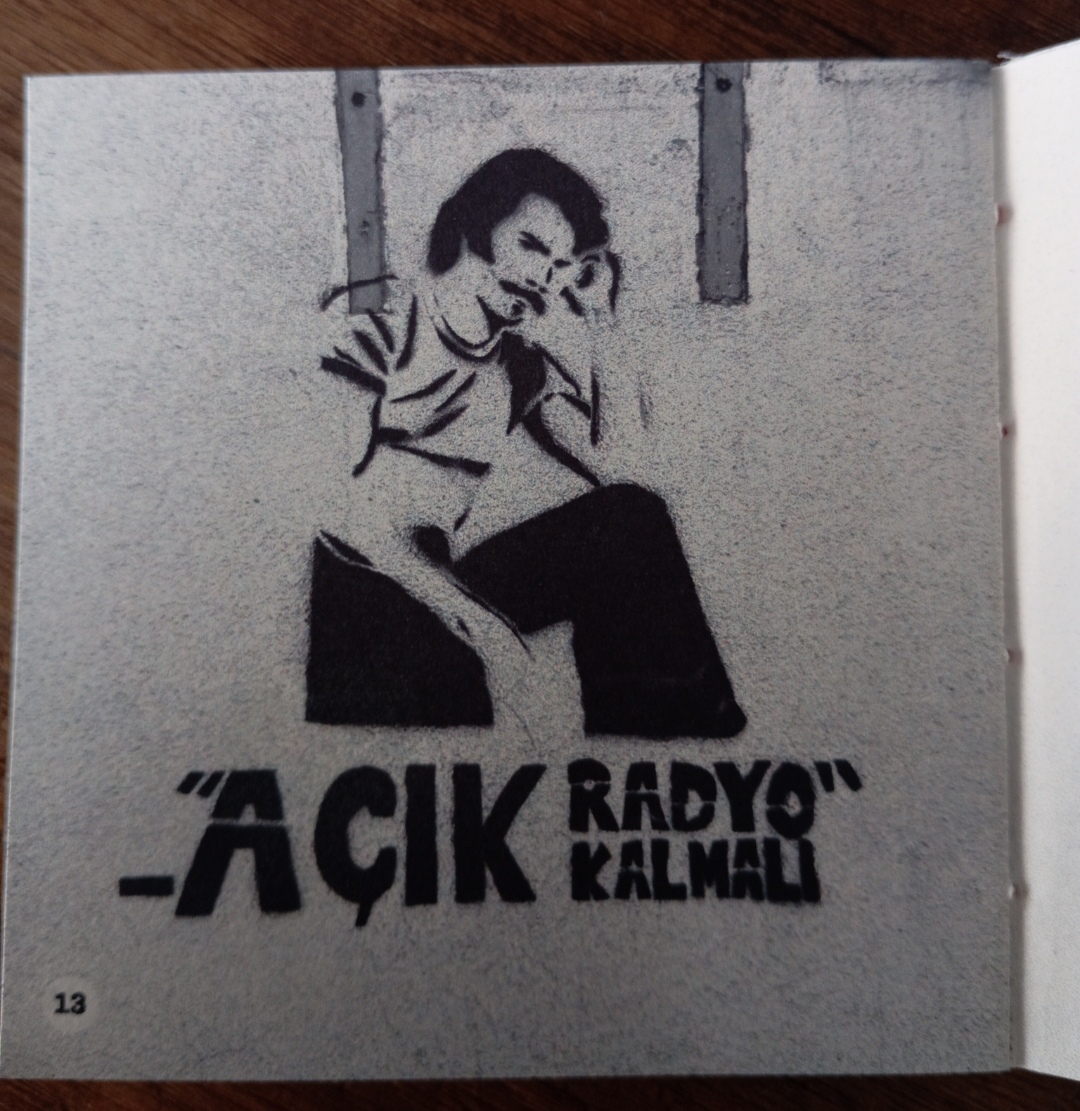 _"AÇIK RADYO"
KALMALI
13